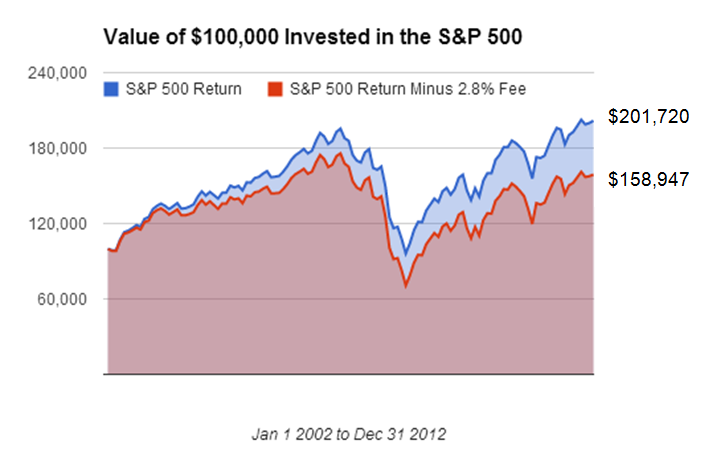 Value of $100,000 Invested in the S&P 500
240,000
S&P 500 Return
S&P 500 Return Minus 2.8% Fee
$201,720
180,000
$158,947
120,000
60,000
Jan 1 2002 to Dec 31 2012